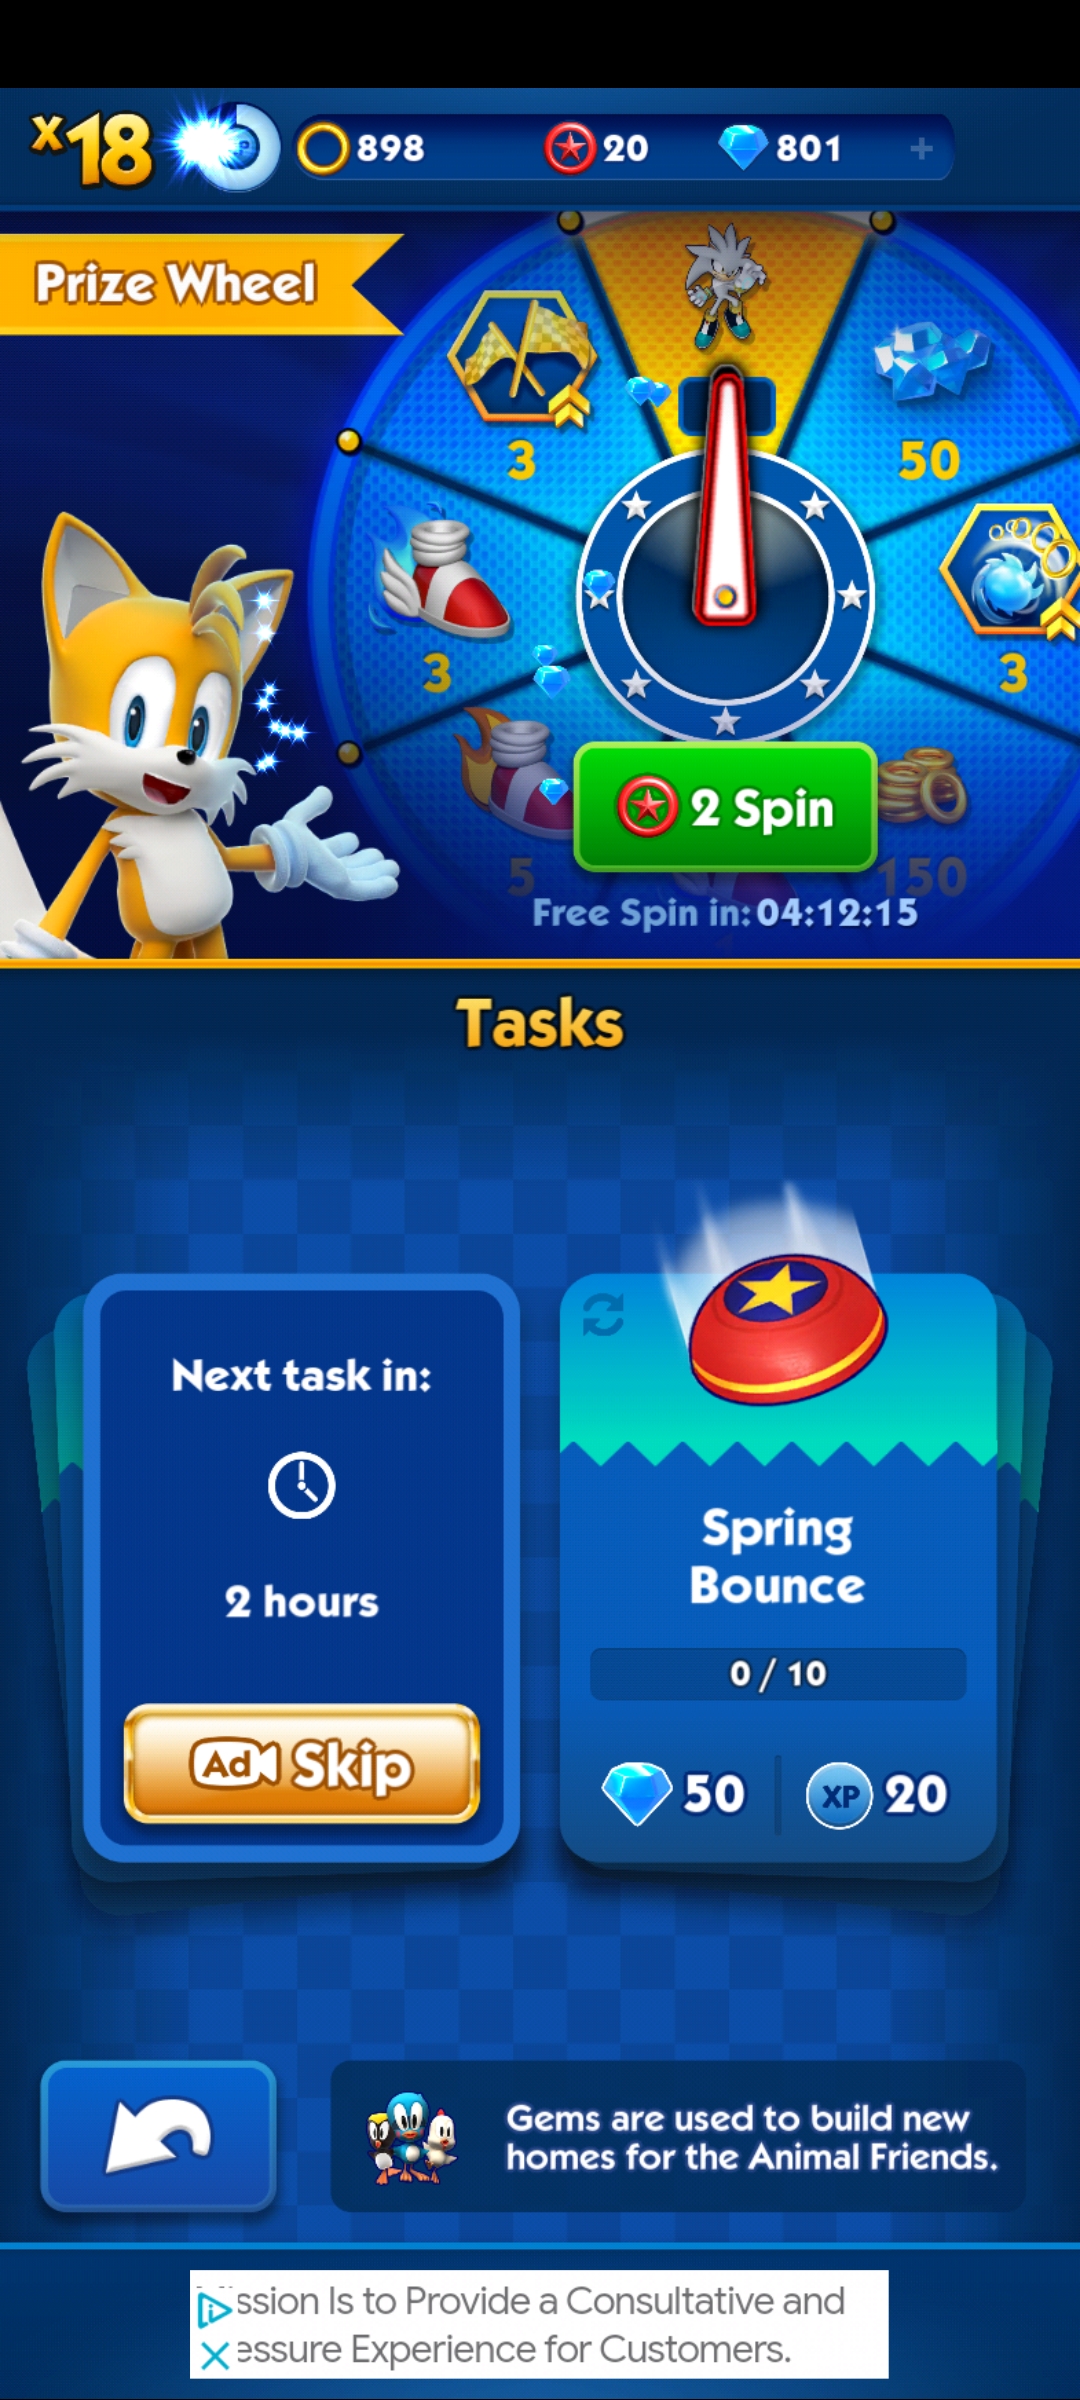 x18
898
20
801
+
Prize Wheel
3
50
3
3
5
150
2 Spin
Free Spin in: 04:12:15
Tasks
Next task in:
2 hours
Ad Skip
Spring
Bounce
0 / 10
50
XP 20
Gems are used to build new
homes for the Animal Friends.
ssion Is to Provide a Consultative and
essure Experience for Customers.